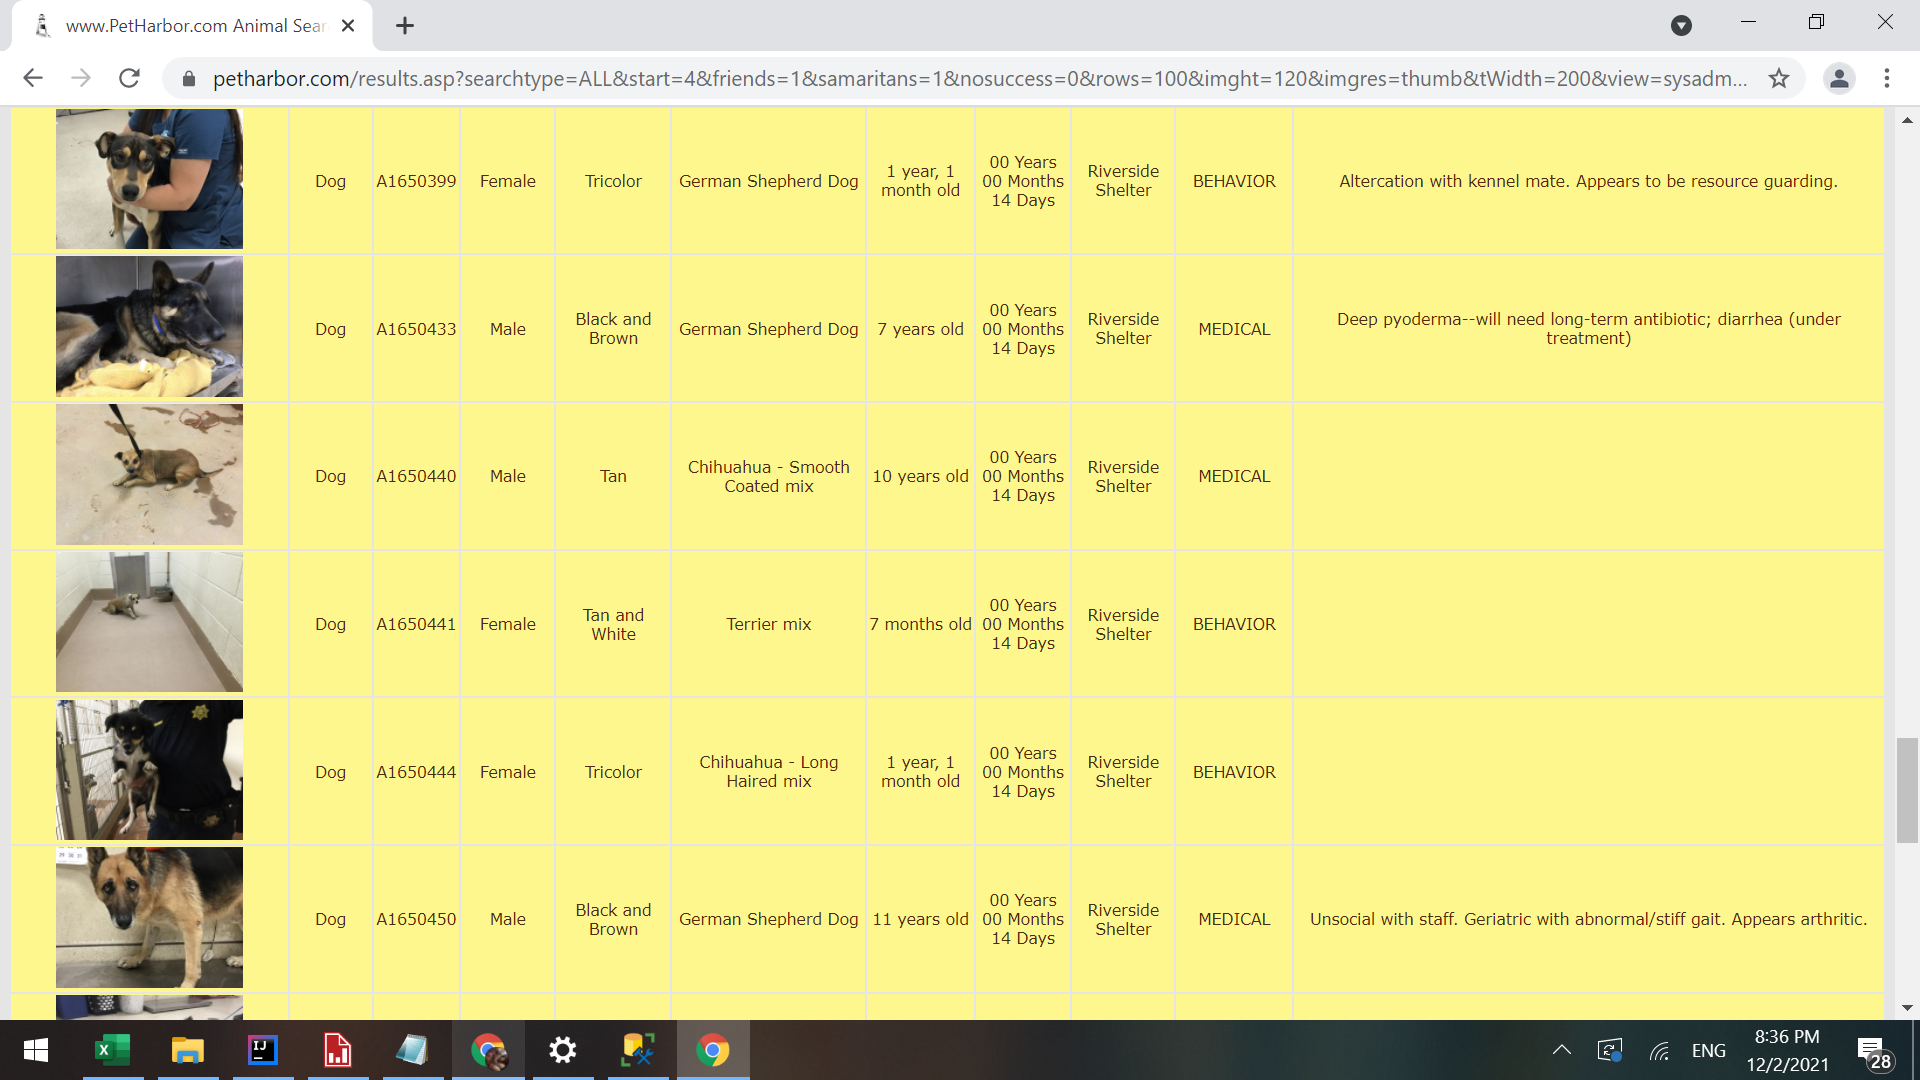 www.PetHarbor.com Animal Sear
petharbor.com/results.asp?searchtype=ALL&start=4&friends=1&samaritans=1&nosuccess=0&rows=100&imght=120&imgres=thumb&tWidth=200&view=sysadm...
Dog A1650399 Female Tricolor German Shepherd Dog 1 year, 1 month old 00 Years 00 Months 14 Days Riverside Shelter BEHAVIOR Altercation with kennel mate. Appears to be resource guarding.
Dog A1650433 Male Black and Brown German Shepherd Dog 7 years old 00 Years 00 Months 14 Days Riverside Shelter MEDICAL Deep pyoderma--will need long-term antibiotic; diarrhea (under treatment)
Dog A1650440 Male Tan Chihuahua - Smooth Coated mix 10 years old 00 Years 00 Months 14 Days Riverside Shelter MEDICAL
Dog A1650441 Female Tan and White Terrier mix 7 months old 00 Years 00 Months 14 Days Riverside Shelter BEHAVIOR
Dog A1650444 Female Tricolor Chihuahua - Long Haired mix 1 year, 1 month old 00 Years 00 Months 14 Days Riverside Shelter BEHAVIOR
Dog A1650450 Male Black and Brown German Shepherd Dog 11 years old 00 Years 00 Months 14 Days Riverside Shelter MEDICAL Unsocial with staff. Geriatric with abnormal/stiff gait. Appears arthritic.
IJ
ENG
8:36 PM
12/2/2021
28